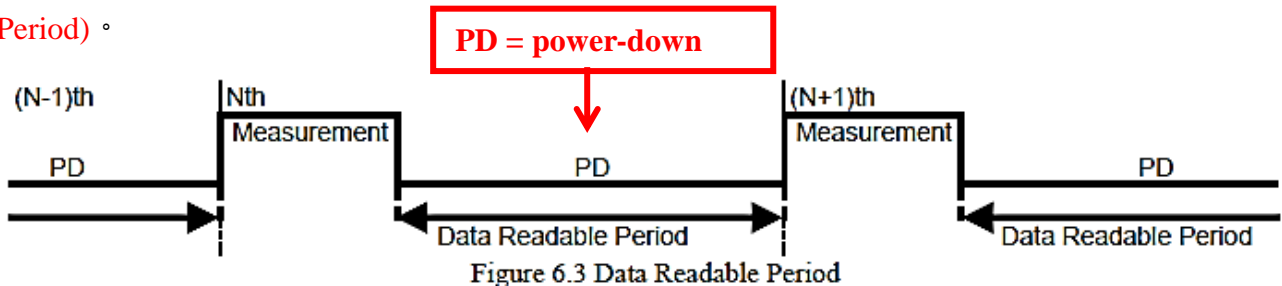 Period)。
PD = power-down
(N-1)th Nth (N+1)th
Measurement Measurement
PD PD PD
Data Readable Period Data Readable Period
Figure 6.3 Data Readable Period